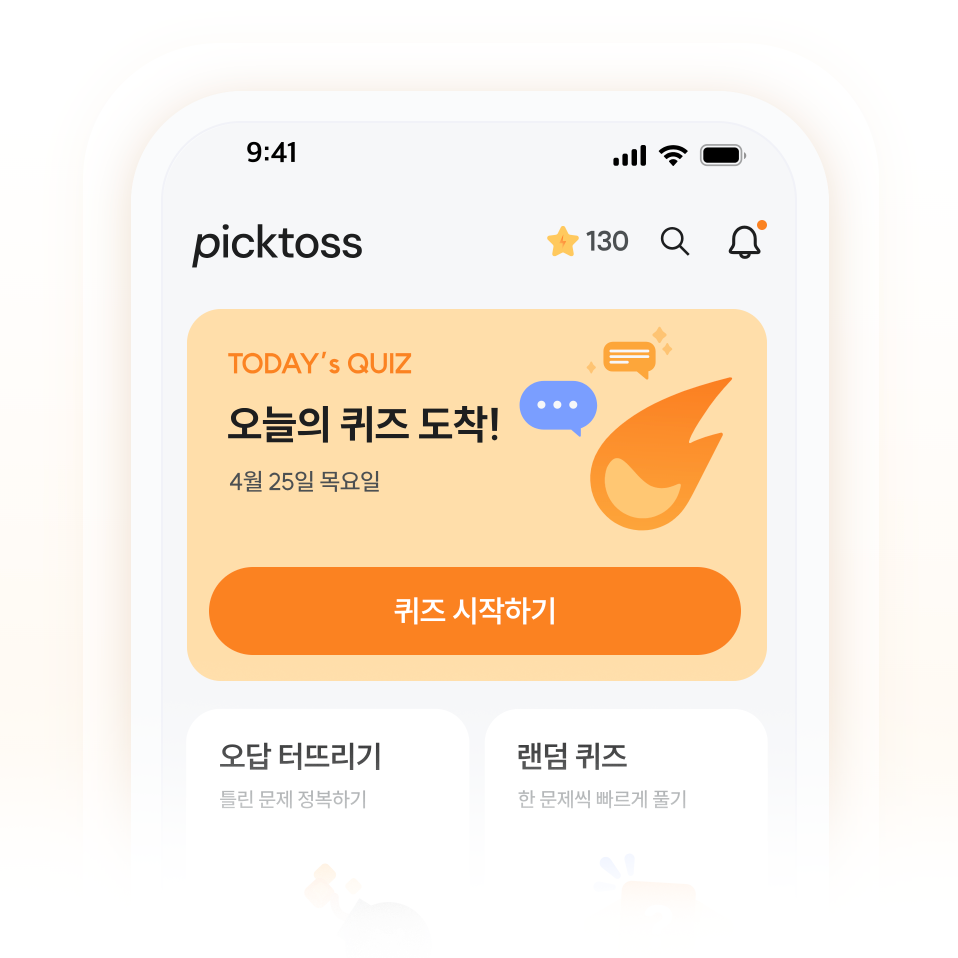 9:41
picktoss
130
TODAY’s QUIZ
오늘의 퀴즈 도착!
4월 25일 목요일
퀴즈 시작하기
오답 터뜨리기
틀린 문제 정복하기
랜덤 퀴즈
한 문제씩 빠르게 풀기